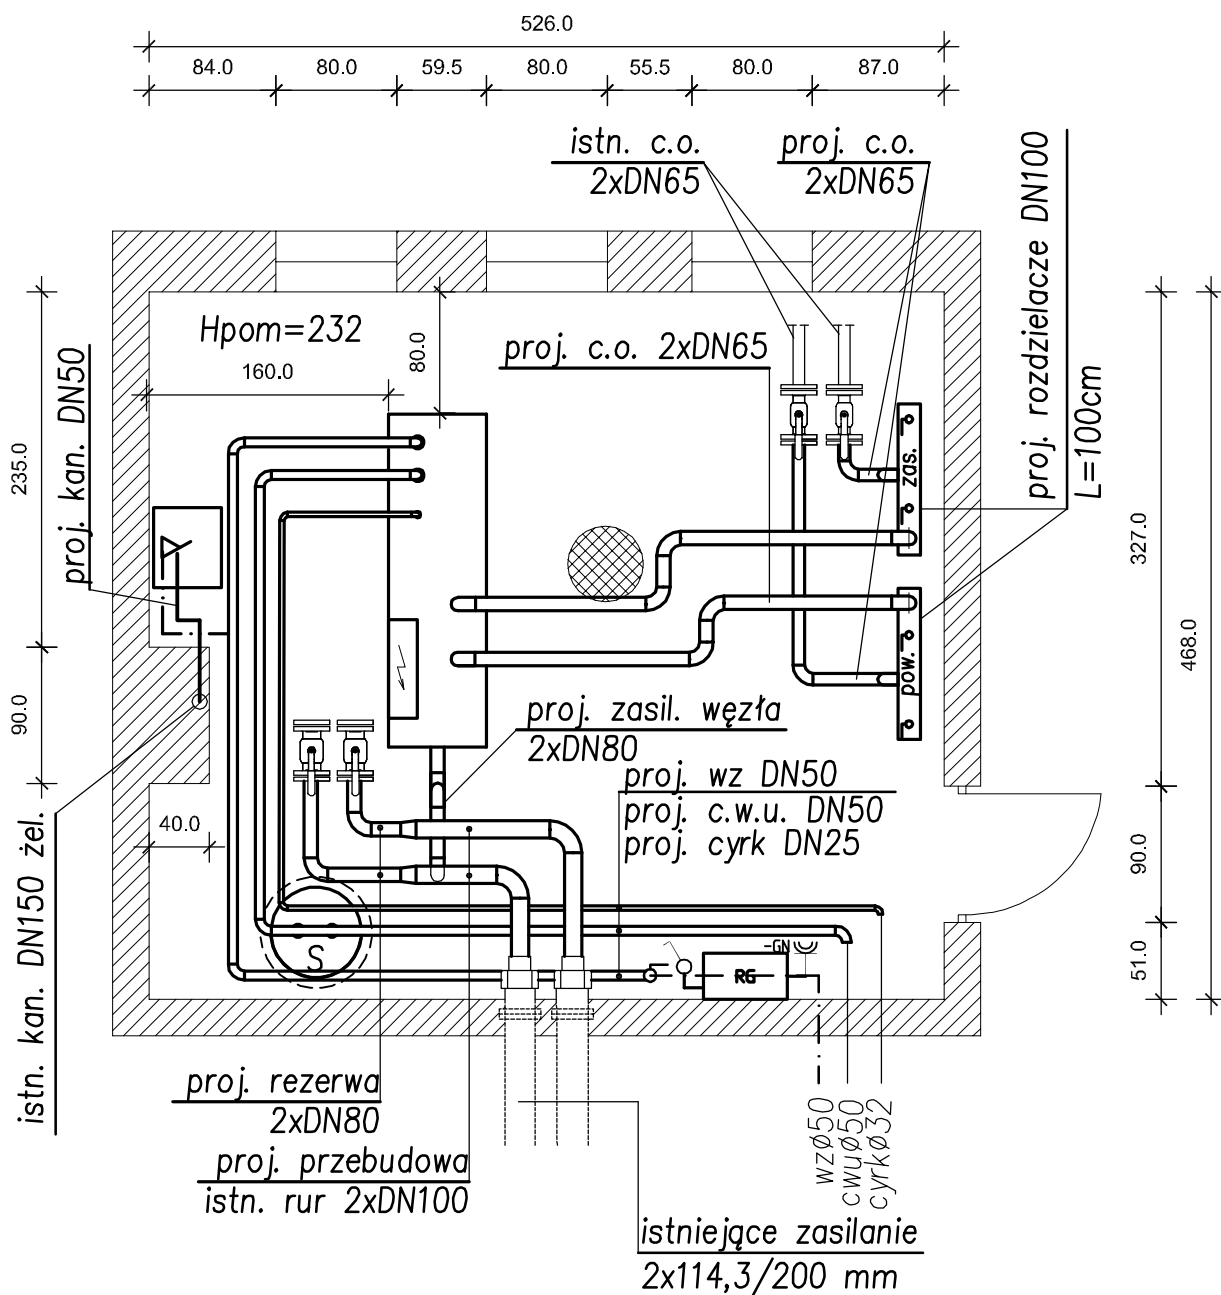 526.0
84.0
80.0
59.5
80.0
55.5
80.0
87.0
istn. c.o.
2xDN65
proj. c.o.
2xDN65
proj. rozdzielacze DN100
L=100cm
Hpom=232
160.0
80.0
proj. c.o. 2xDN65
235.0
90.0
proj. kan. DN50
istn. kan. DN150 żel.
zas.
pow.
327.0
468.0
90.0
51.0
proj. zasil. węzła
2xDN80
proj. wz DN50
proj. c.w.u. DN50
proj. cyrk DN25
40.0
S
-GN
RG
proj. rezerwa
2xDN80
proj. przebudowa
istn. rur 2xDN100
wzø50
cwuø50
cyrkø32
istniejące zasilanie
2x114,3/200 mm